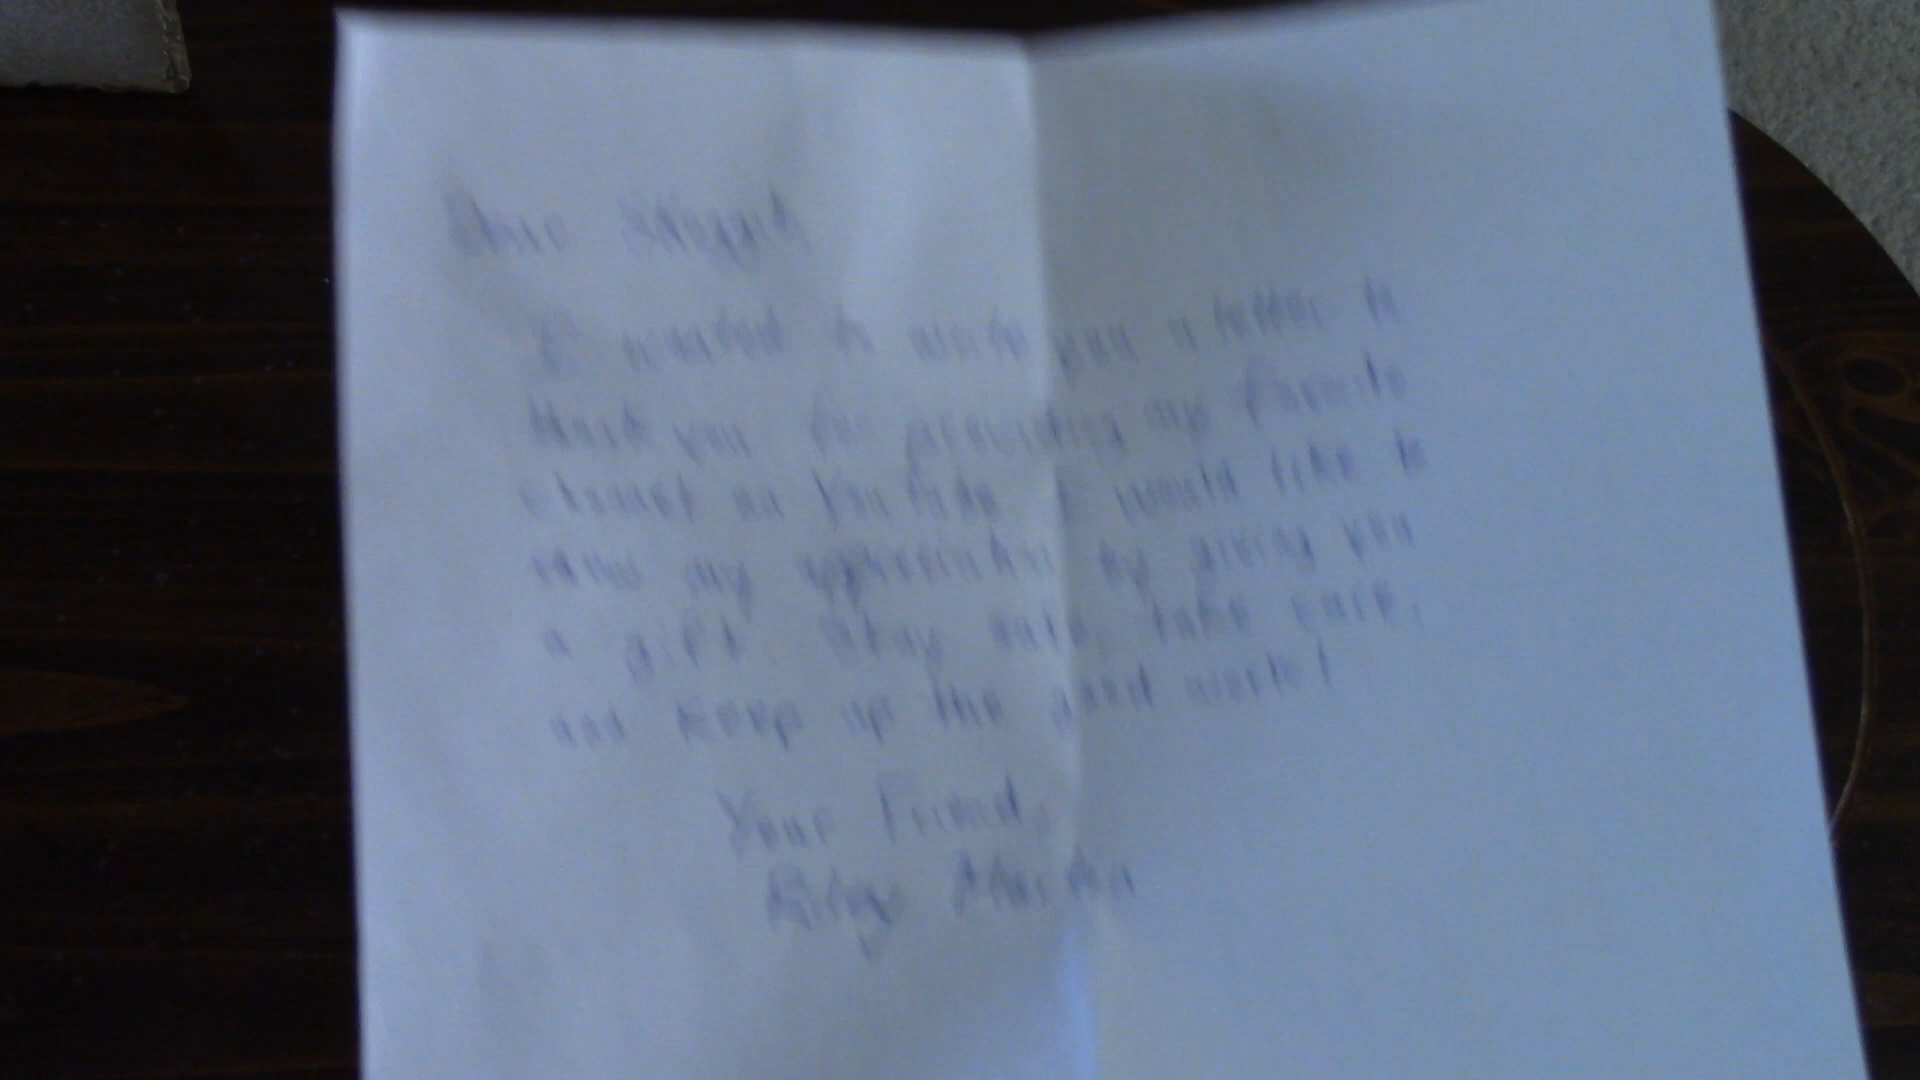 Dear
I wanted to write you a letter to
thank you for providing my favorite
channel on YouTube I would like to
show my appreciation by giving you
a gift. Stay safe, take care,
and keep up the good work!
Your Friend,
Riley Martin